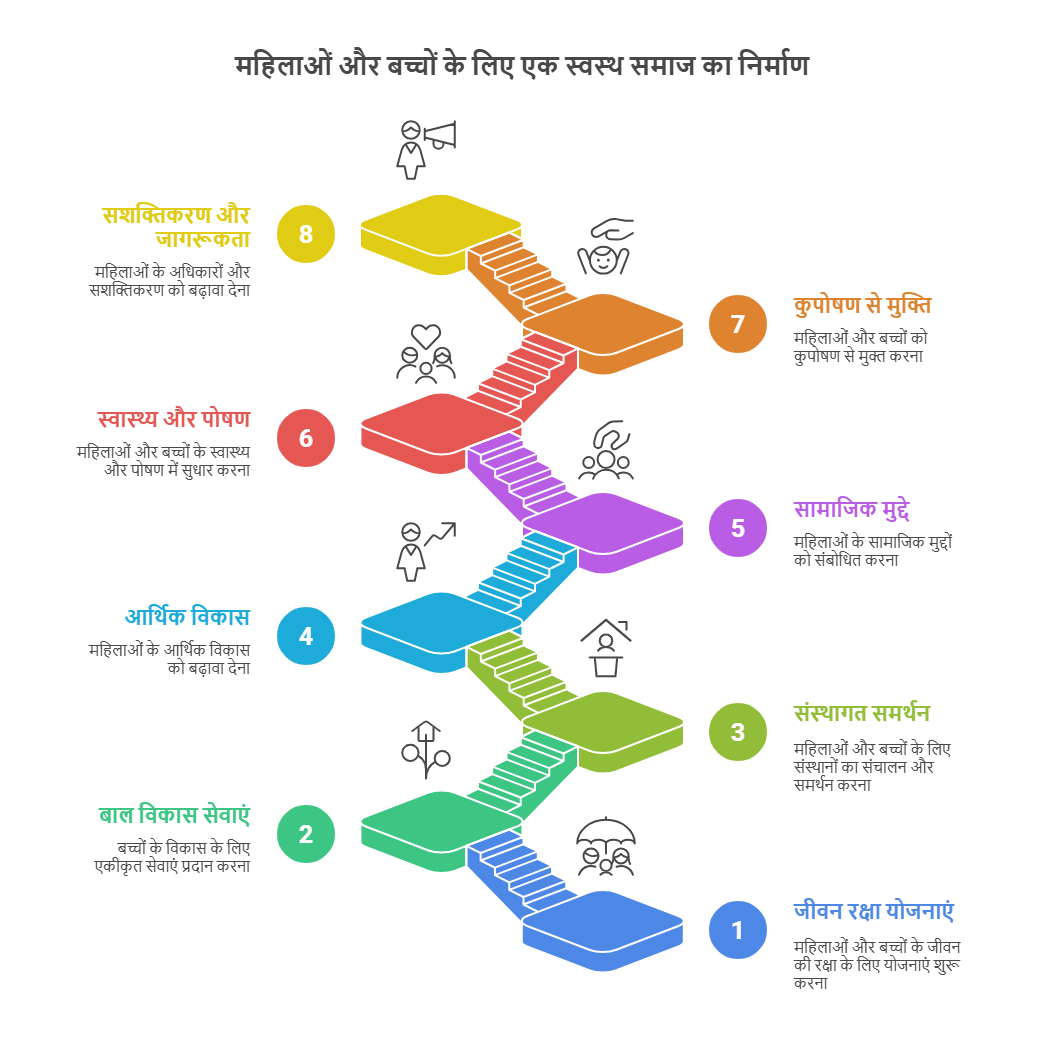 महिलाओं और बच्चों के लिए एक स्वस्थ समाज का निर्माण
सशक्तिकरण और
जागरूकता
8
महिलाओं के अधिकारों और
सशक्तिकरण को बढ़ावा देना
कुपोषण से मुक्ति
7
महिलाओं और बच्चों को
कुपोषण से मुक्त करना
स्वास्थ्य और पोषण
6
महिलाओं और बच्चों के स्वास्थ्य
और पोषण में सुधार करना
सामाजिक मुद्दे
5
महिलाओं के सामाजिक मुद्दों
को संबोधित करना
आर्थिक विकास
4
महिलाओं के आर्थिक विकास
को बढ़ावा देना
संस्थागत समर्थन
3
महिलाओं और बच्चों के लिए
संस्थानों का संचालन और
समर्थन करना
बाल विकास सेवाएं
2
बच्चों के विकास के लिए
एकीकृत सेवाएं प्रदान करना
जीवन रक्षा योजनाएं
1
महिलाओं और बच्चों के जीवन
की रक्षा के लिए योजनाएं शुरू
करना